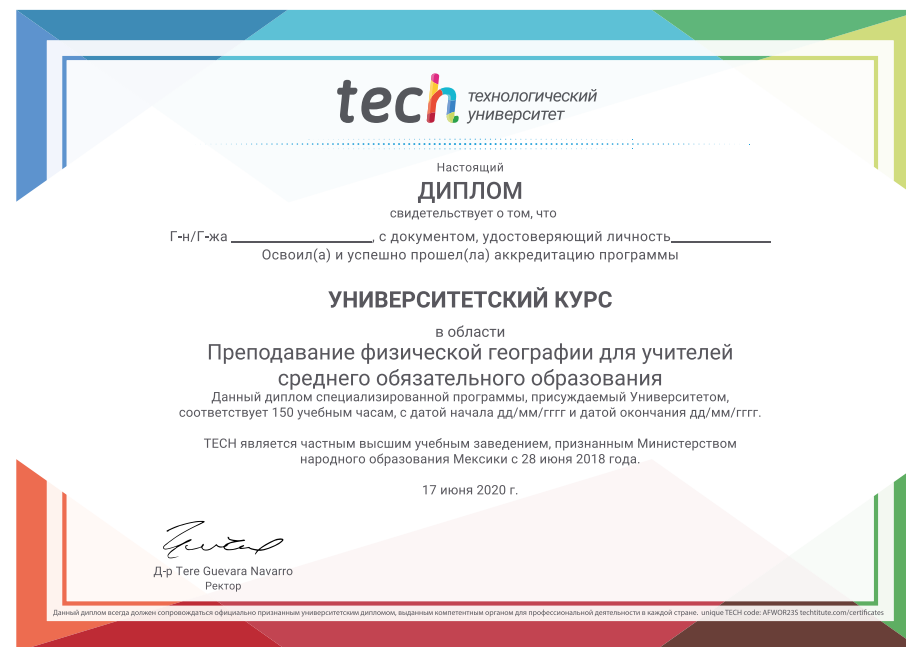 tech технологический
университет
Настоящий
ДИПЛОМ
свидетельствует о том, что
Г-н/Г-жа ____________________, с документом, удостоверяющий личность______________
Освоил(а) и успешно прошел(ла) аккредитацию программы
УНИВЕРСИТЕТСКИЙ КУРС
в области
Преподавание физической географии для учителей
среднего обязательного образования
Данный диплом специализированной программы, присуждаемый Университетом,
соответствует 150 учебным часам, с датой начала дд/мм/гггг и датой окончания дд/мм/гггг.
TECH является частным высшим учебным заведением, признанным Министерством
народного образования Мексики с 28 июня 2018 года.
17 июня 2020 г.
Д-р Tere Guevara Navarro
Ректор
Данный диплом всегда должен сопровождаться официально признанным университетским дипломом, выданным компетентным органом для профессиональной деятельности в каждой стране. unique TECH code: AFWOR23S techtitute.com/certificates